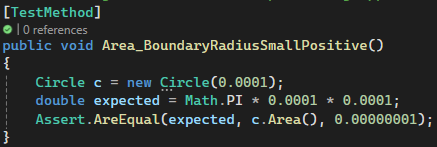 [TestMethod]
| 0 references
public void Area_BoundaryRadiusSmallPositive()
{
Circle c = new Circle(0.0001);
double expected = Math.PI * 0.0001 * 0.0001;
Assert.AreEqual(expected, c.Area(), 0.00000001);
}